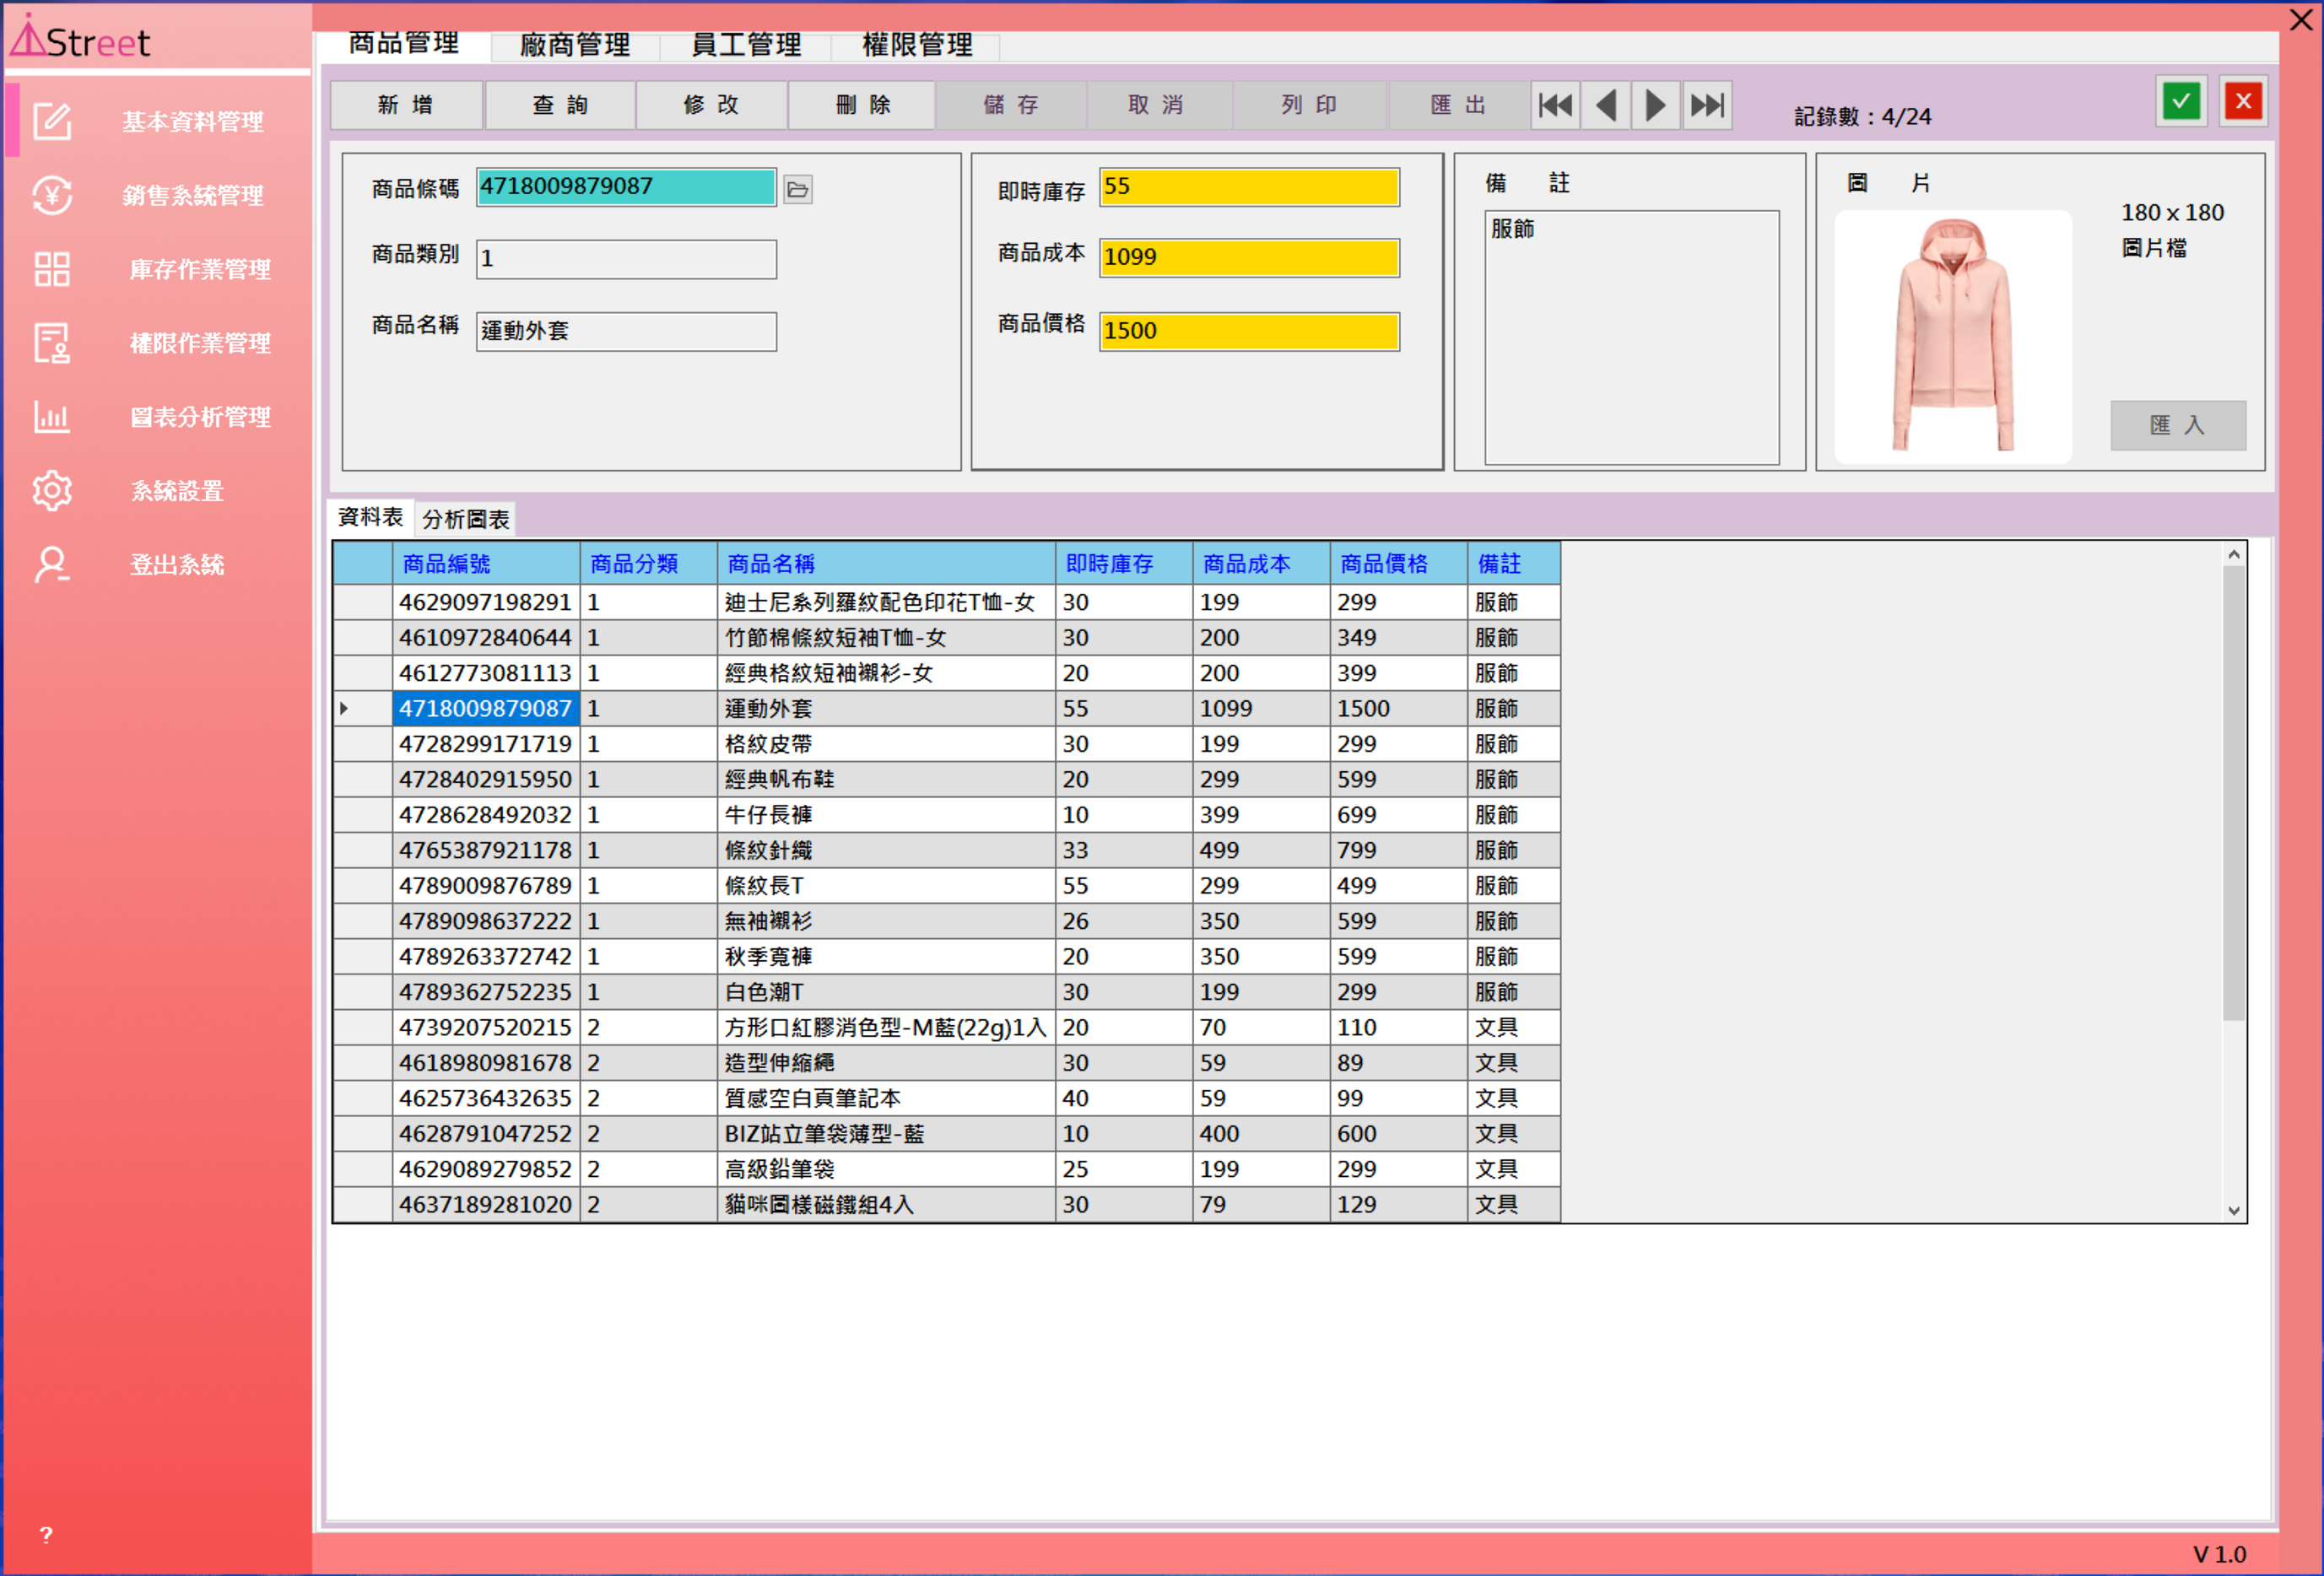 Street
基本資料管理
銷售系統管理
庫存作業管理
權限作業管理
圖表分析管理
系統設置
登出系統
?
商品管理 廠商管理 員工管理 權限管理
新 增 查 詢 修 改 刪 除 儲 存 取 消 列 印 匯 出 記錄數：4/24
商品條碼 4718009879087
商品類別 1
商品名稱 運動外套
即時庫存 55
商品成本 1099
商品價格 1500
備 註
服飾
圖 片
180 x 180
圖片檔
匯 入
資料表 分析圖表
商品編號 商品分類 商品名稱 即時庫存 商品成本 商品價格 備註
4629097198291 1 迪士尼系列羅紋配色印花T恤-女 30 199 299 服飾
4610972840644 1 竹節棉條紋短袖T恤-女 30 200 349 服飾
4612773081113 1 經典格紋短袖襯衫-女 20 200 399 服飾
4718009879087 1 運動外套 55 1099 1500 服飾
4728299171719 1 格紋皮帶 30 199 299 服飾
4728402915950 1 經典帆布鞋 20 299 599 服飾
4728628492032 1 牛仔長褲 10 399 699 服飾
4765387921178 1 條紋針織 33 499 799 服飾
4789009876789 1 條紋長T 55 299 499 服飾
4789098637222 1 無袖襯衫 26 350 599 服飾
4789263372742 1 秋季寬褲 20 350 599 服飾
4789362752235 1 白色潮T 30 199 299 服飾
4739207520215 2 方形口紅膠消色型-M藍(22g)1入 20 70 110 文具
4618980981678 2 造型伸縮繩 30 59 89 文具
4625736432635 2 質感空白頁筆記本 40 59 99 文具
4628791047252 2 BIZ站立筆袋薄型-藍 10 400 600 文具
4629089279852 2 高級鉛筆袋 25 199 299 文具
4637189281020 2 貓咪圖樣磁鐵組4入 30 79 129 文具
V 1.0